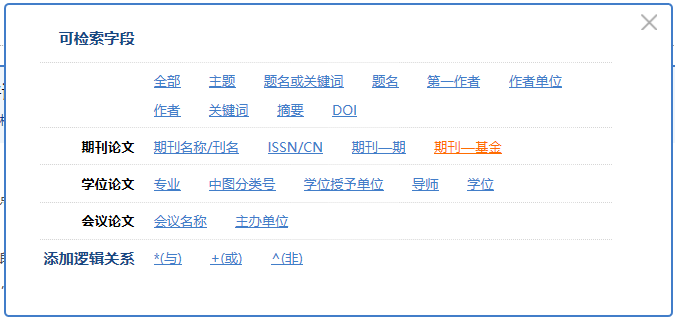 可检索字段
全部 主题 题名或关键词 题名 第一作者 作者单位
作者 关键词 摘要 DOI
期刊论文 期刊名称/刊名 ISSN/CN 期刊—期 期刊—基金
学位论文 专业 中图分类号 学位授予单位 导师 学位
会议论文 会议名称 主办单位
添加逻辑关系 *(与) +(或) ^(非)